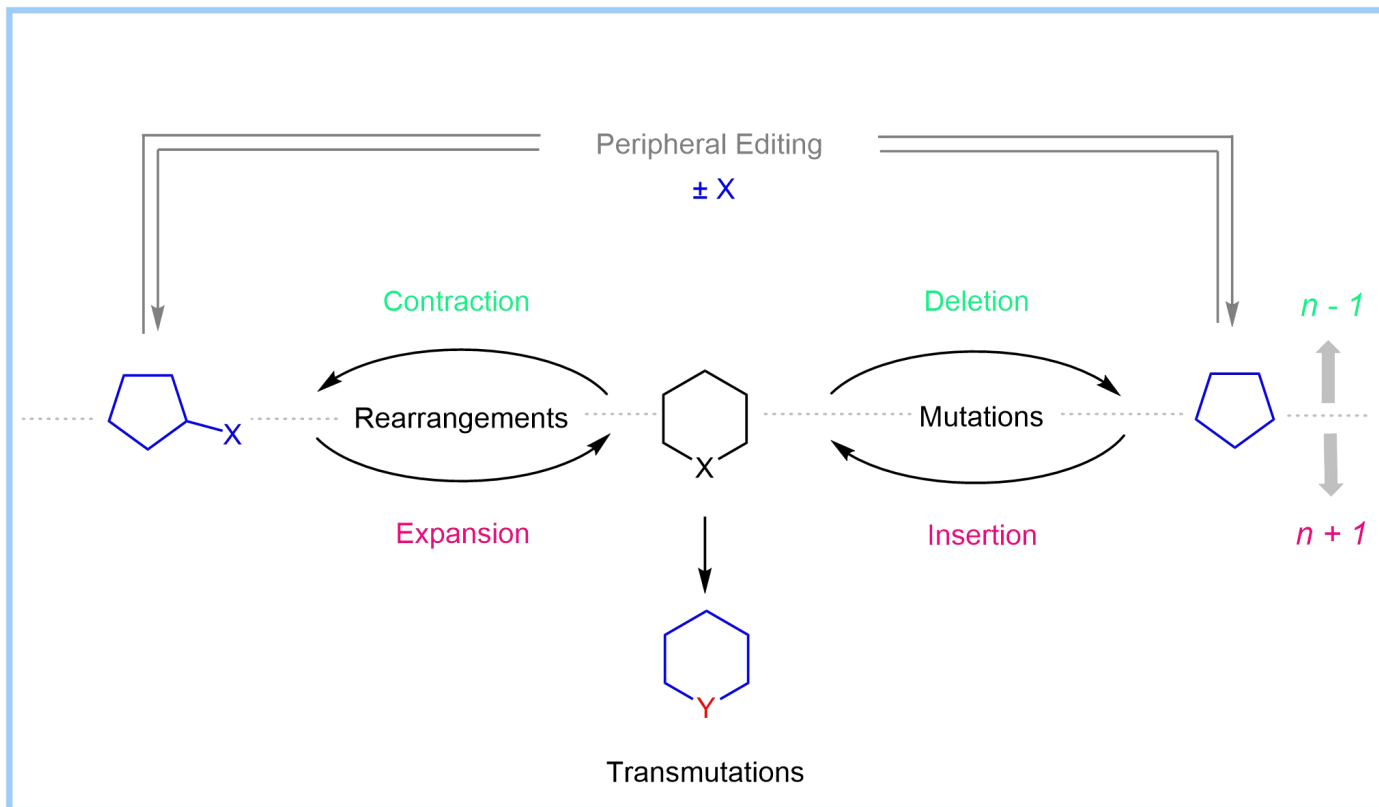 Peripheral Editing
± X
Contraction
Deletion
n - 1
Rearrangements
Mutations
X
X
Expansion
Insertion
n + 1
Y
Transmutations